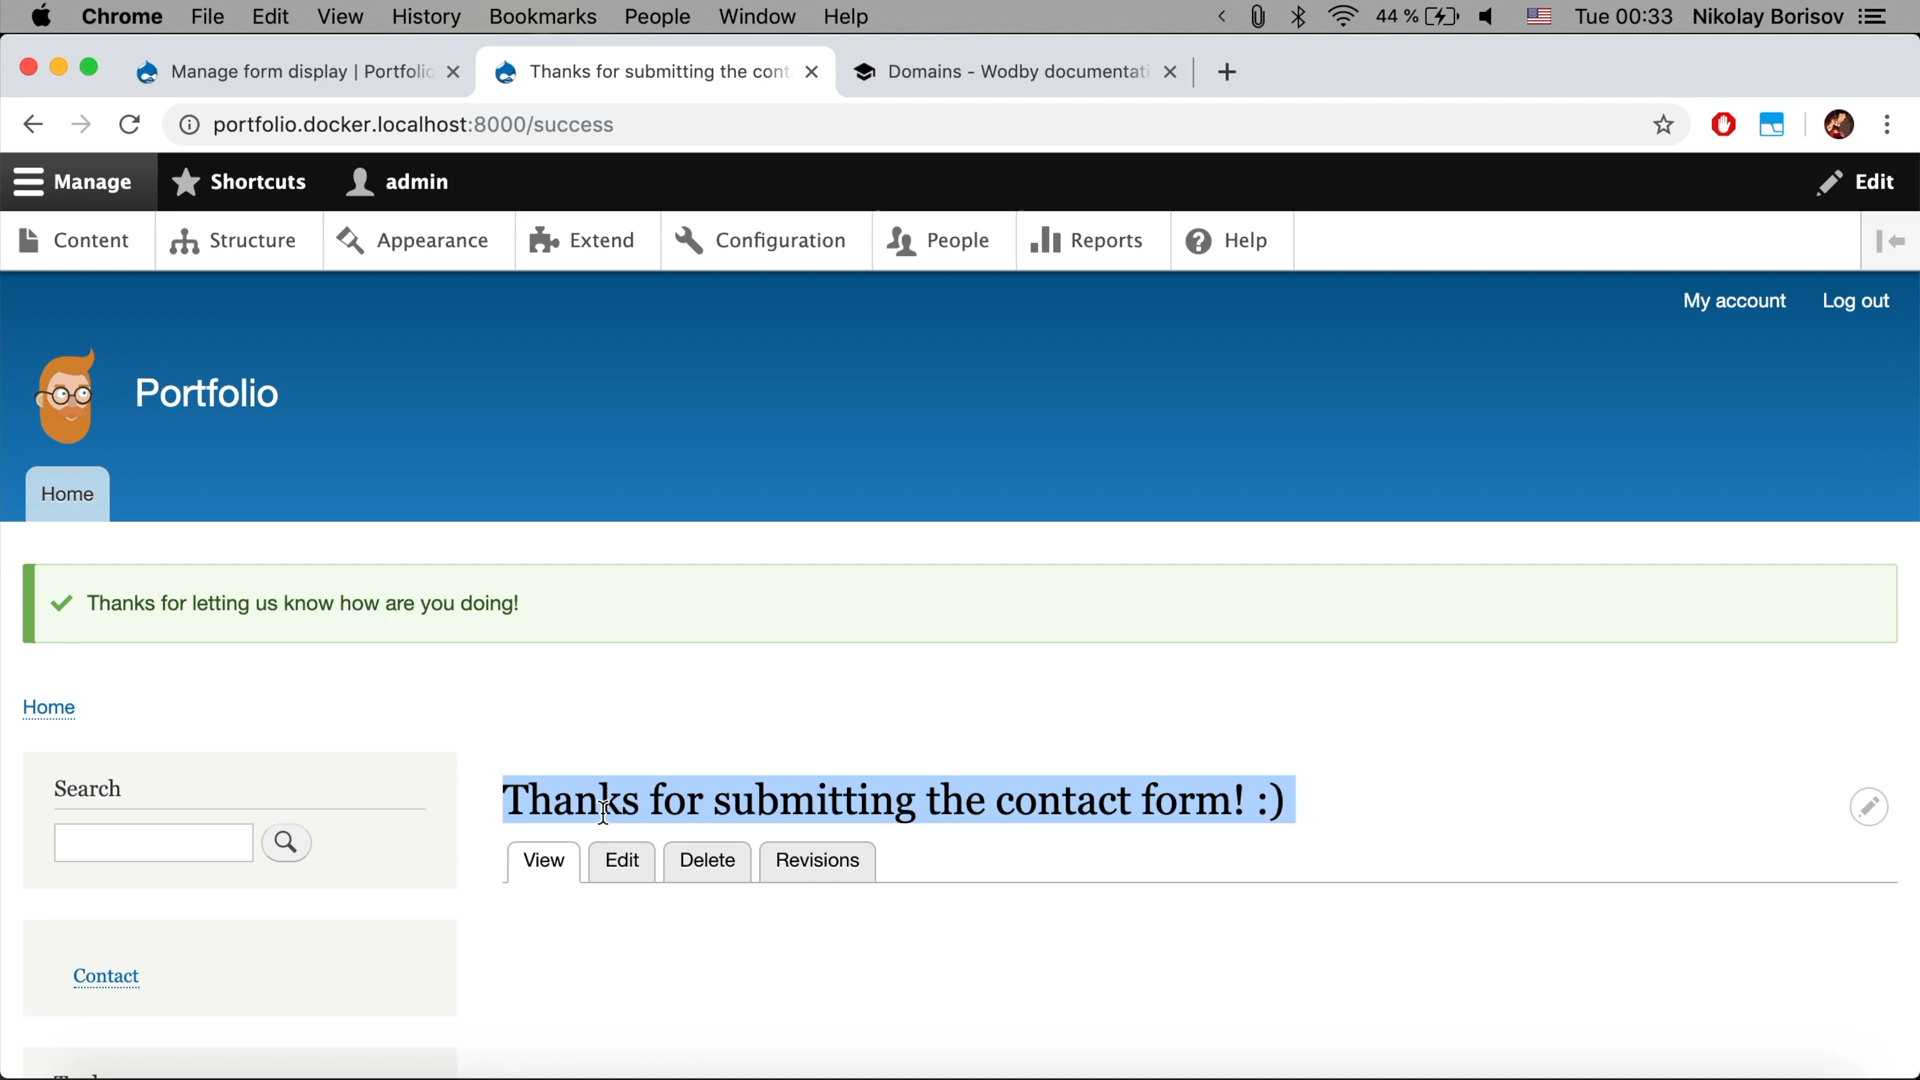 Chrome File Edit View History Bookmarks People Window Help 44 % Tue 00:33 Nikolay Borisov
Manage form display | Portfolio Thanks for submitting the cont Domains - Wodby documentati
portfolio.docker.localhost:8000/success
Manage Shortcuts admin Edit
Content Structure Appearance Extend Configuration People Reports Help
My account Log out
Portfolio
Home
Thanks for letting us know how are you doing!
Home
Search
Thanks for submitting the contact form! :)
View Edit Delete Revisions
Contact